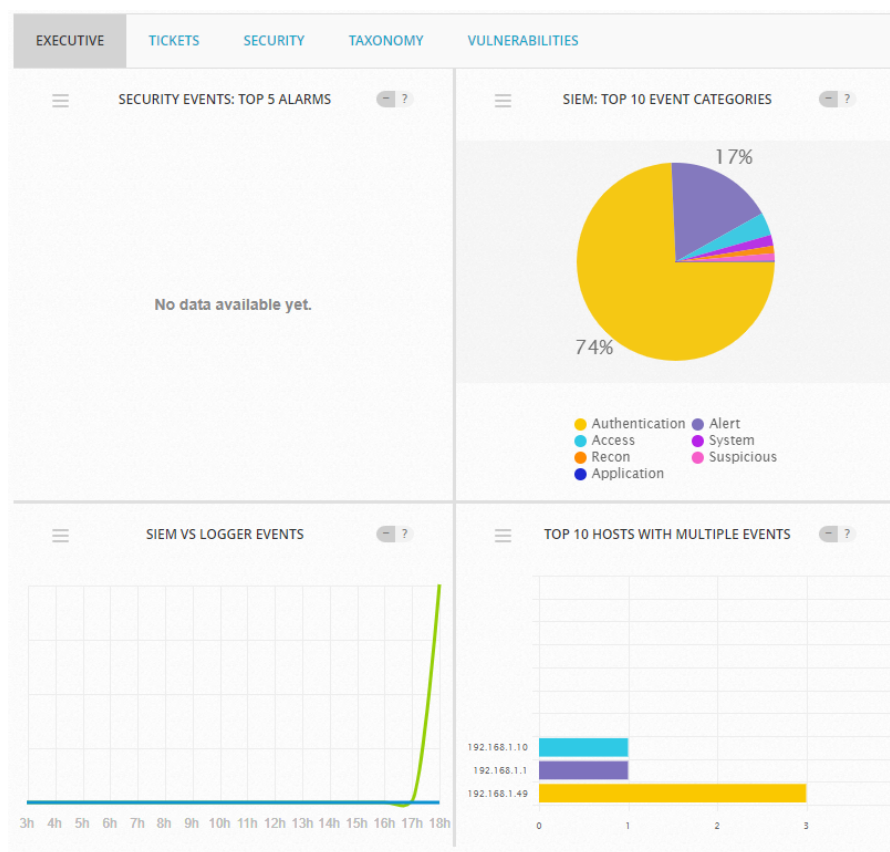 EXECUTIVE TICKETS SECURITY TAXONOMY VULNERABILITIES
SECURITY EVENTS: TOP 5 ALARMS − ?
No data available yet.
SIEM: TOP 10 EVENT CATEGORIES − ?
17%
74%
Authentication Alert
Access System
Recon Suspicious
Application
SIEM VS LOGGER EVENTS − ?
3h 4h 5h 6h 7h 8h 9h 10h 11h 12h 13h 14h 15h 16h 17h 18h
TOP 10 HOSTS WITH MULTIPLE EVENTS − ?
192.168.1.10
192.168.1.1
192.168.1.49
0 1 2 3